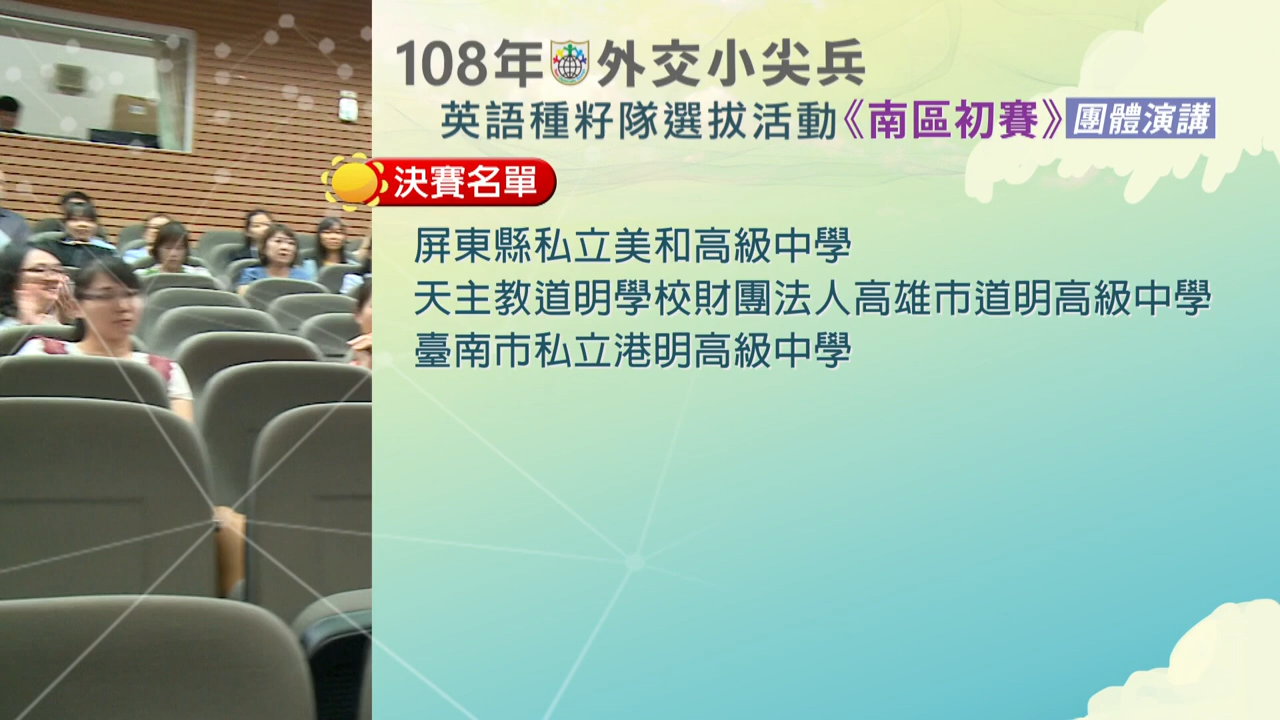 108年外交小尖兵
英語種籽隊選拔活動《南區初賽》團體演講
決賽名單
屏東縣私立美和高級中學
天主教道明學校財團法人高雄市道明高級中學
臺南市私立港明高級中學